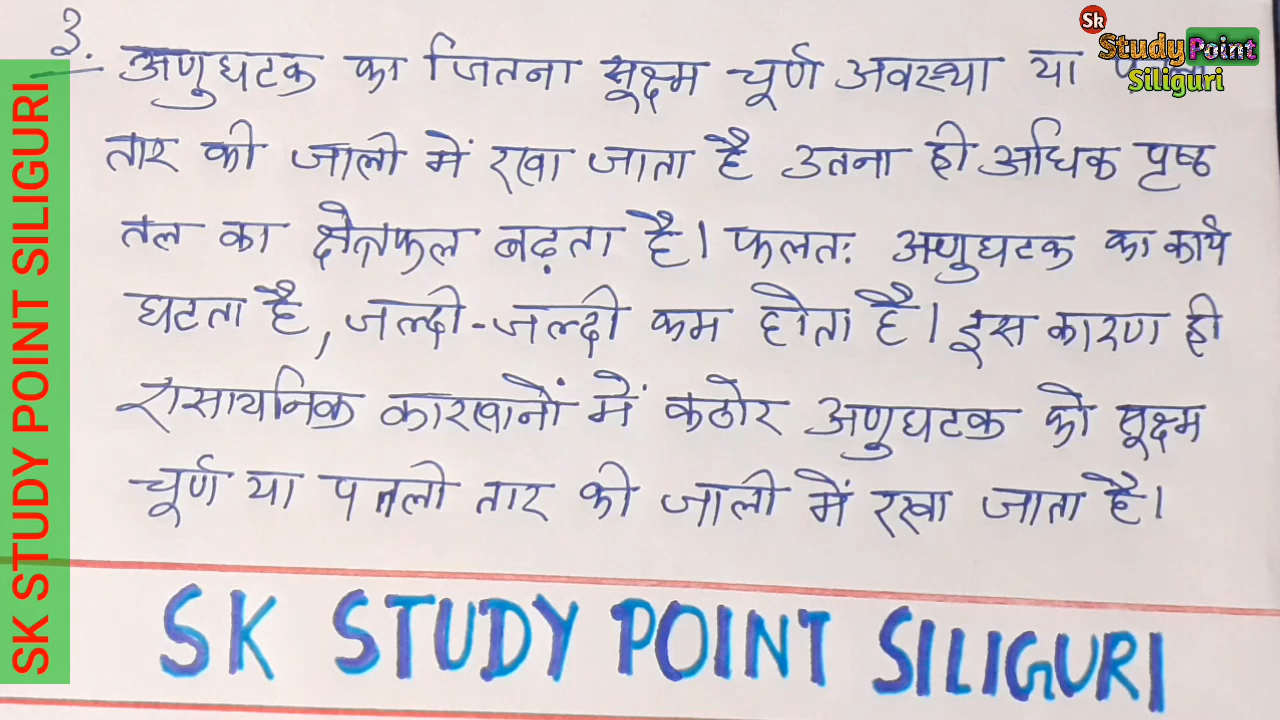 Sk
Study Point
Siliguri
SK STUDY POINT SILIGURI
३. अणुघटक का जितना सूक्ष्म चूर्ण अवस्था या
तार की जाली में रखा जाता है उतना ही अधिक पृष्ठ
तल का क्षेत्रफल बढ़ता है। फलतः अणुघटक का कार्य
घटता है, जल्दी-जल्दी कम होता है। इस कारण ही
रासायनिक कारखानों में कठोर अणुघटक को सूक्ष्म
चूर्ण या पतली तार की जाली में रखा जाता है।
SK STUDY POINT SILIGURI